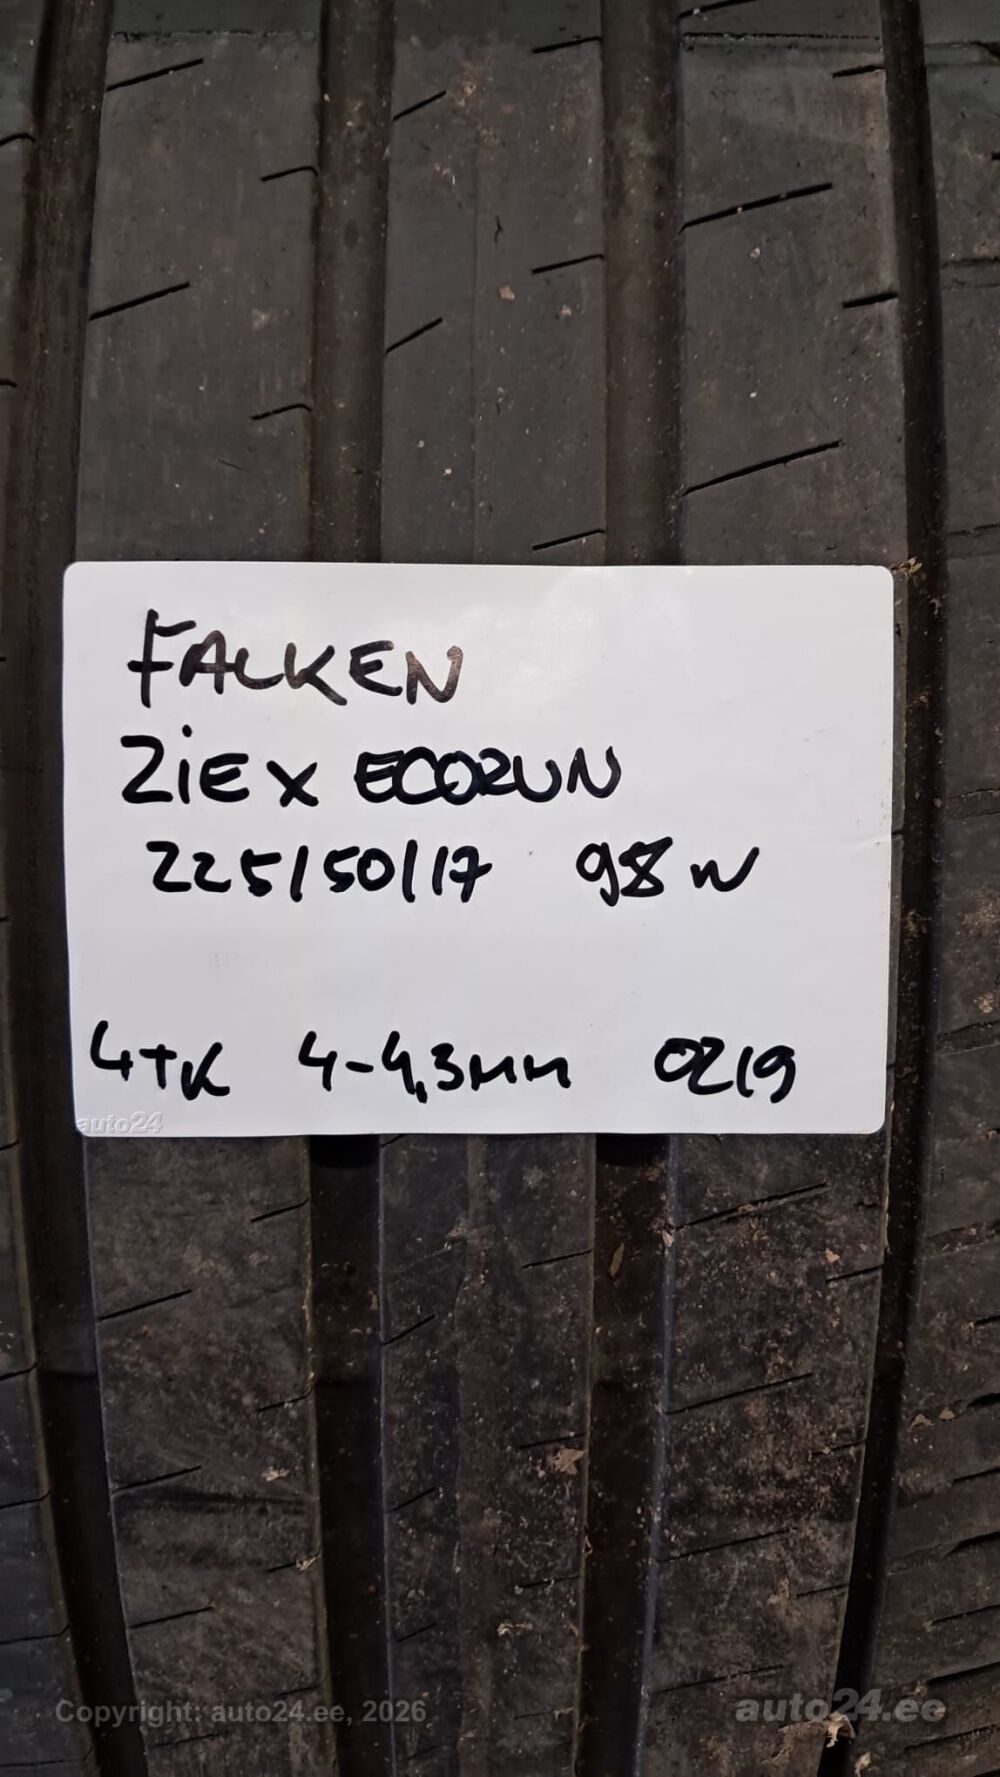 FALKEN
ZiEX ECORUN
225/50/17 98W
4TK 4-4,3mm 0219
auto24
Copyright: auto24.ee, 2026
auto24.ee